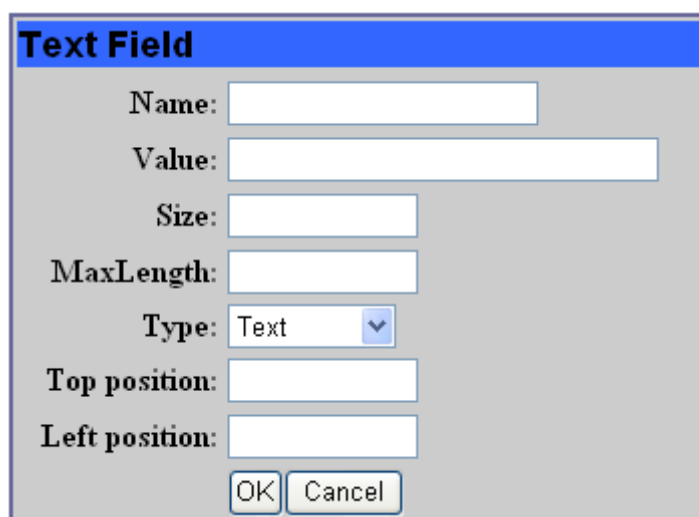 Text Field
Name:
Value:
Size:
MaxLength:
Type: Text
Top position:
Left position:
OK Cancel